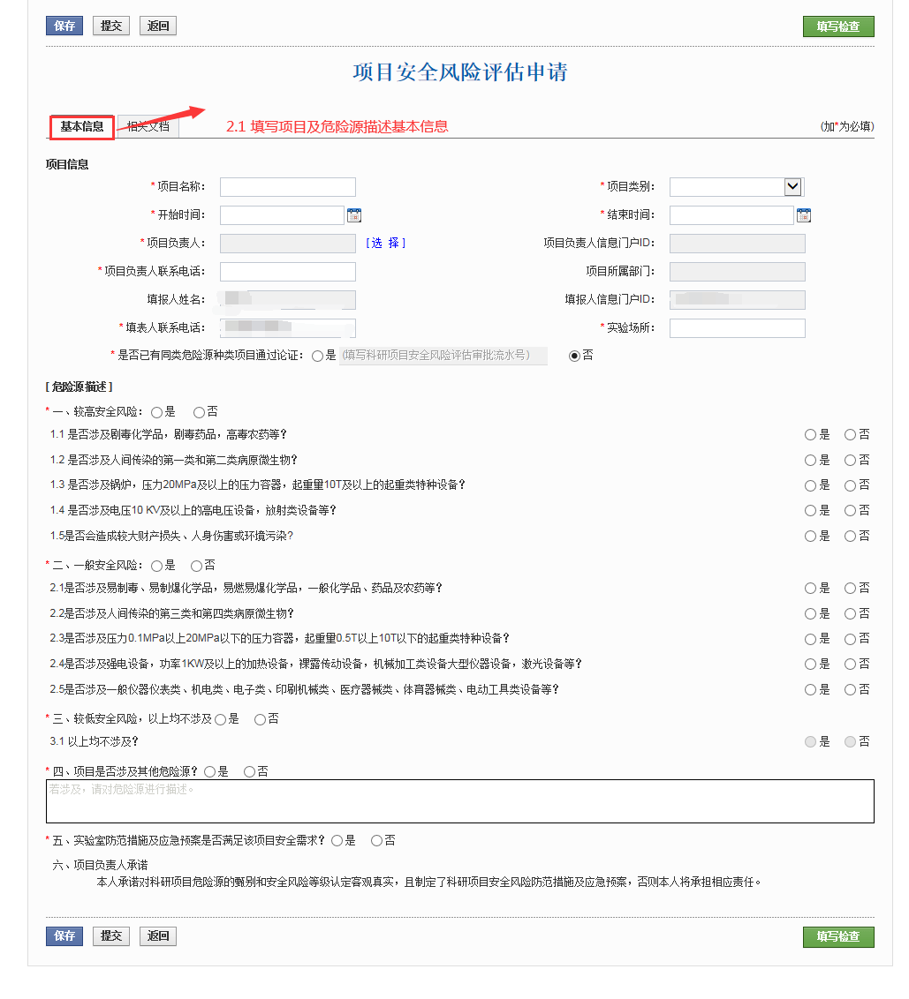 保存 提交 返回 填写检查
项目安全风险评估申请
基本信息 相关文档 2.1 填写项目及危险源描述基本信息 (加*为必填)
项目信息
*项目名称： *项目类别：
*开始时间： *结束时间：
*项目负责人： [选 择] 项目负责人信息门户ID：
*项目负责人联系电话： 项目所属部门：
填报人姓名： 填报人信息门户ID：
*填表人联系电话： *实验场所：
*是否已有同类危险源种类项目通过论证： 是 (填写科研项目安全风险评估审批流水号) 否
[危险源描述]
*一、较高安全风险： 是 否
1.1 是否涉及剧毒化学品，剧毒药品，高毒农药等？ 是 否
1.2 是否涉及人间传染的第一类和第二类病原微生物？ 是 否
1.3 是否涉及锅炉，压力20MPa及以上的压力容器，起重量10T及以上的起重类特种设备？ 是 否
1.4 是否涉及电压10 KV及以上的高电压设备，放射类设备等？ 是 否
1.5是否会造成较大财产损失、人身伤害或环境污染? 是 否
*二、一般安全风险： 是 否
2.1是否涉及易制毒、易制爆化学品，易燃易爆化学品，一般化学品、药品及农药等？ 是 否
2.2是否涉及人间传染的第三类和第四类病原微生物？ 是 否
2.3是否涉及压力0.1MPa以上20MPa以下的压力容器，起重量0.5T以上10T以下的起重类特种设备？ 是 否
2.4是否涉及强电设备，功率1KW及以上的加热设备，裸露传动设备，机械加工类设备大型仪器设备，激光设备等？ 是 否
2.5是否涉及一般仪器仪表类、机电类、电子类、印刷机械类、医疗器械类、体育器械类、电动工具类设备等？ 是 否
*三、较低安全风险，以上均不涉及 是 否
3.1 以上均不涉及？ 是 否
*四、项目是否涉及其他危险源？ 是 否
若涉及，请对危险源进行描述。
*五、实验室防范措施及应急预案是否满足该项目安全需求？ 是 否
六、项目负责人承诺
本人承诺对科研项目危险源的甄别和安全风险等级认定客观真实，且制定了科研项目安全风险防范措施及应急预案，否则本人将承担相应责任。
保存 提交 返回 填写检查